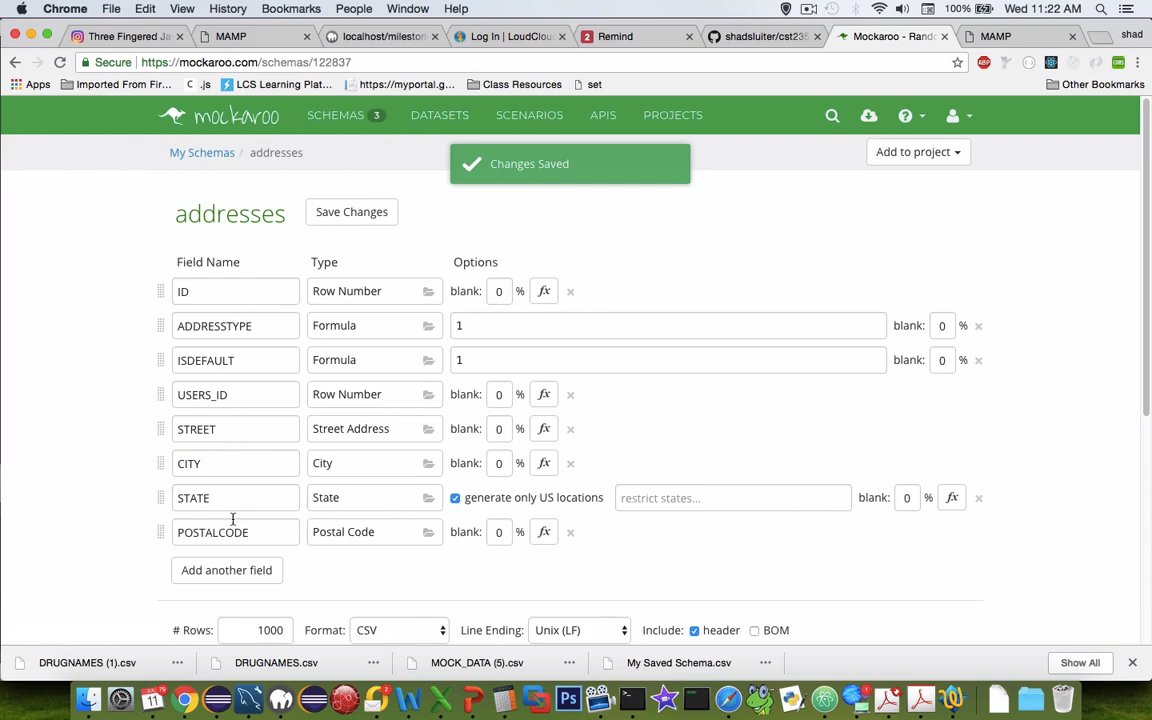 Chrome File Edit View History Bookmarks People Window Help 100% Wed 11:22 AM
Three Fingered Ja MAMP localhost/mileston Log In | LoudClou Remind shadsluiter/cst235 Mockaroo - Rand MAMP shad
Secure https://mockaroo.com/schemas/122837
Apps Imported From Fir... .js LCS Learning Plat... https://myportal.g... Class Resources set Other Bookmarks
mockaroo SCHEMAS 3 DATASETS SCENARIOS APIS PROJECTS
My Schemas / addresses Changes Saved Add to project
addresses Save Changes
Field Name Type Options
ID Row Number blank: 0 % fx ×
ADDRESSTYPE Formula 1 blank: 0 % ×
ISDEFAULT Formula 1 blank: 0 % ×
USERS_ID Row Number blank: 0 % fx ×
STREET Street Address blank: 0 % fx ×
CITY City blank: 0 % fx ×
STATE State generate only US locations restrict states... blank: 0 % fx ×
POSTALCODE Postal Code blank: 0 % fx ×
Add another field
# Rows: 1000 Format: CSV Line Ending: Unix (LF) Include: header BOM
DRUGNAMES (1).csv DRUGNAMES.csv MOCK_DATA (5).csv My Saved Schema.csv Show All